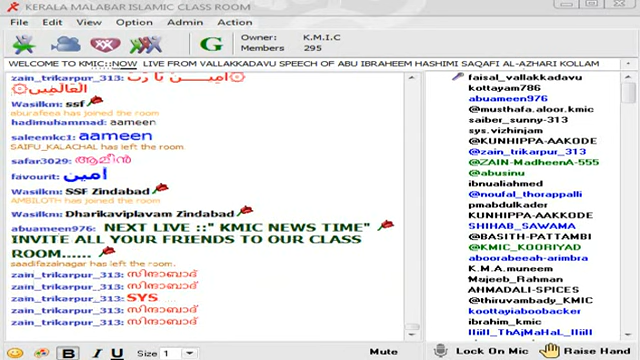 KERALA MALABAR ISLAMIC CLASS ROOM
File Edit View Option Admin Action
G
Owner: K.M.I.C
Members 295
WELCOME TO KMIC::NOW LIVE FROM VALLAKKADAVU SPEECH OF ABU IBRAHEEM HASHIMI SAQAFI AL-AZHARI KOLLAM
zain_trikarpur_313:
Wasilkm: ssf
aburafeea has joined the room
hadimuhammad: aameen
saleemkc1: aameen
SAIFU_KALACHAL has left the room.
safar3029: ആമീൻ
favourit: آمين
Wasilkm: SSF Zindabad
AMBILOTH has joined the room
Wasilkm: Dharikaviplavam Zindabad
abuameen976: NEXT LIVE ::" KMIC NEWS TIME"
INVITE ALL YOUR FRIENDS TO OUR CLASS
ROOM......
saadifazalnagar has left the room.
zain_trikarpur_313: സിന്ദാബാദ്
zain_trikarpur_313: സിന്ദാബാദ്
zain_trikarpur_313: SYS
zain_trikarpur_313: സിന്ദാബാദ്
zain_trikarpur_313: സിന്ദാബാദ്
B I U Size 1 Mute
faisal_vallakkadavu
kottayam786
abuameen976
@musthafa.aloor.kmic
saiber_sunny-313
sys.vizhinjam
@KUNHIPPA-AAKODE
@zain_trikarpur_313
@ZAIN-MadheenA-555
@abusinu
ibnualiahmed
@noufal_thorappalli
pmabdulkader
KUNHIPPA-AAKKODE
SHIHAB_SAWAMA
@BASITH-PATTAMBI
@KMIC_KOORIYAD
aboorabeeah-arimbra
K.M.A.muneem
Mujeeb_Rahman
AHMADALI-SPICES
@thiruvambady_KMIC
koottayiaboobacker
ibrahim_kmic
Lock On Mic Raise Hand